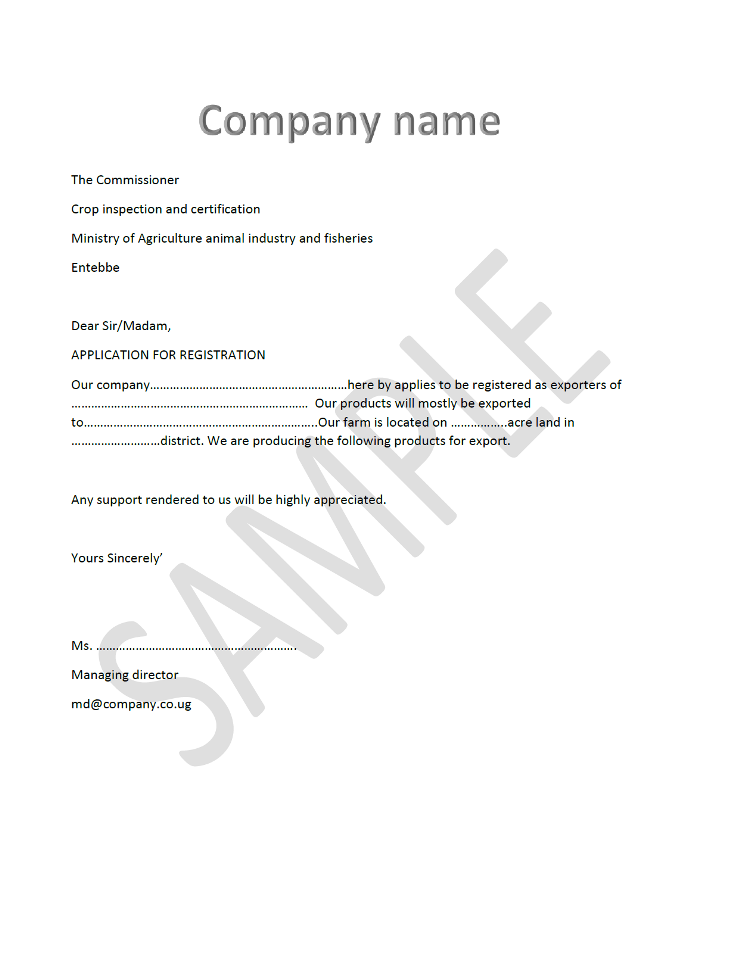 Company name
The Commissioner
Crop inspection and certification
Ministry of Agriculture animal industry and fisheries
Entebbe
Dear Sir/Madam,
APPLICATION FOR REGISTRATION
Our company……………………………………………………here by applies to be registered as exporters of
……………………………………………………………… Our products will mostly be exported
to……………………………………………………………..Our farm is located on ……………..acre land in
………………………district. We are producing the following products for export.
Any support rendered to us will be highly appreciated.
Yours Sincerely’
Ms. …………………………………………………….
Managing director
md@company.co.ug
SAMPLE